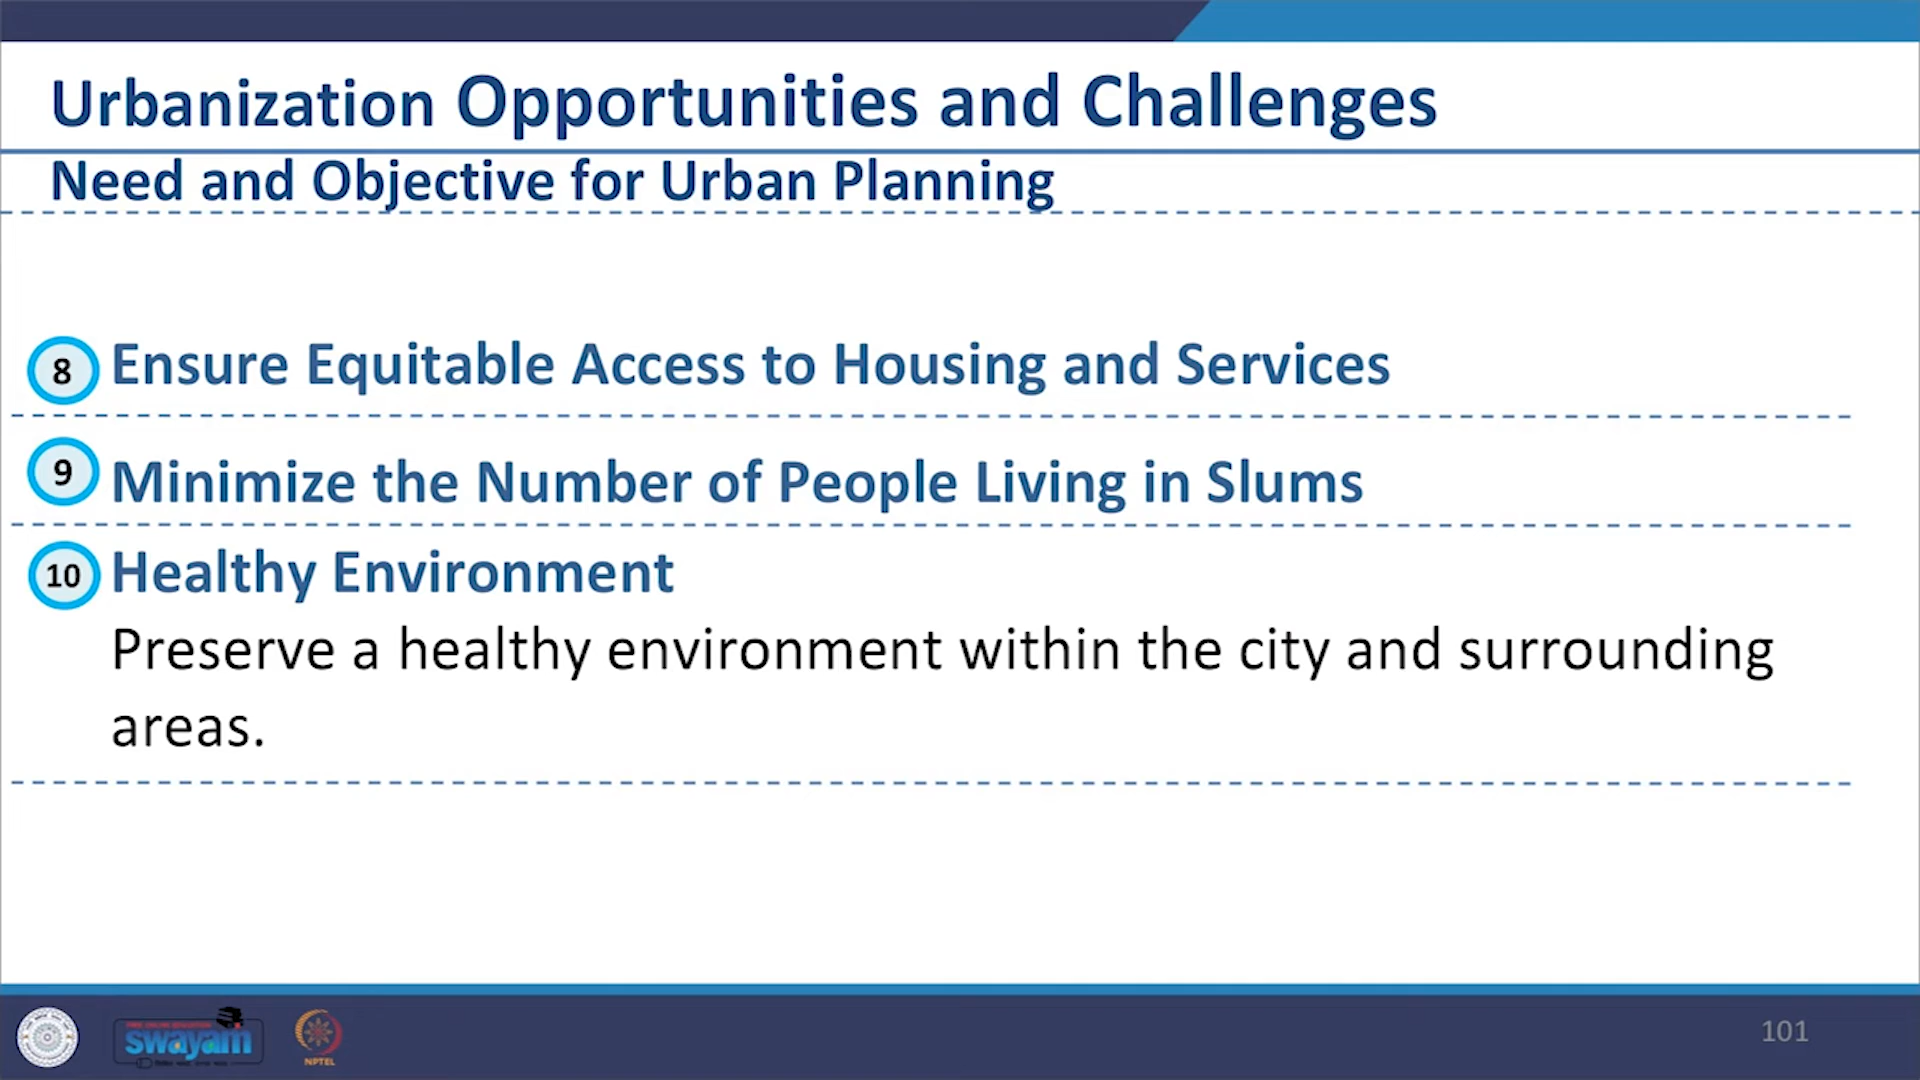 Urbanization Opportunities and Challenges
Need and Objective for Urban Planning
8 Ensure Equitable Access to Housing and Services
9 Minimize the Number of People Living in Slums
10 Healthy Environment
Preserve a healthy environment within the city and surrounding
areas.
swayam
NPTEL
101